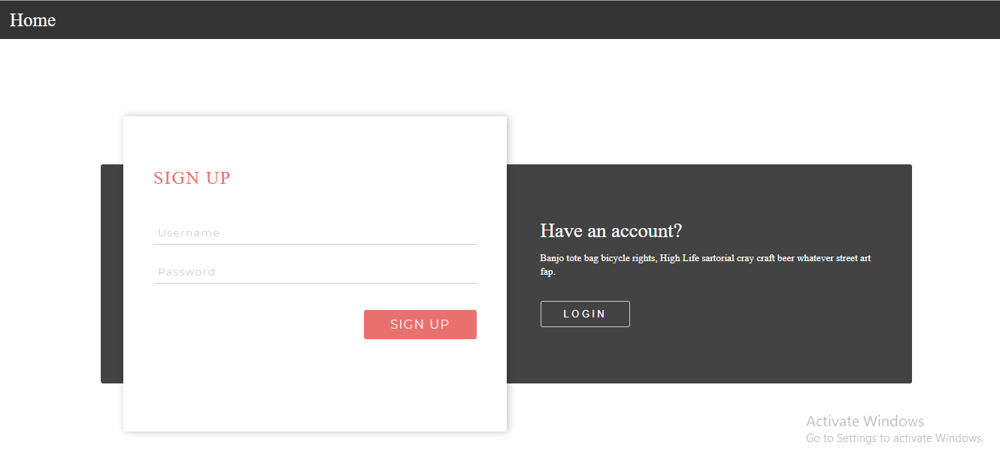 Home
SIGN UP
Username
Password
SIGN UP
Have an account?
Banjo tote bag bicycle rights, High Life sartorial cray craft beer whatever street art
fap.
LOGIN
Activate Windows
Go to Settings to activate Windows.